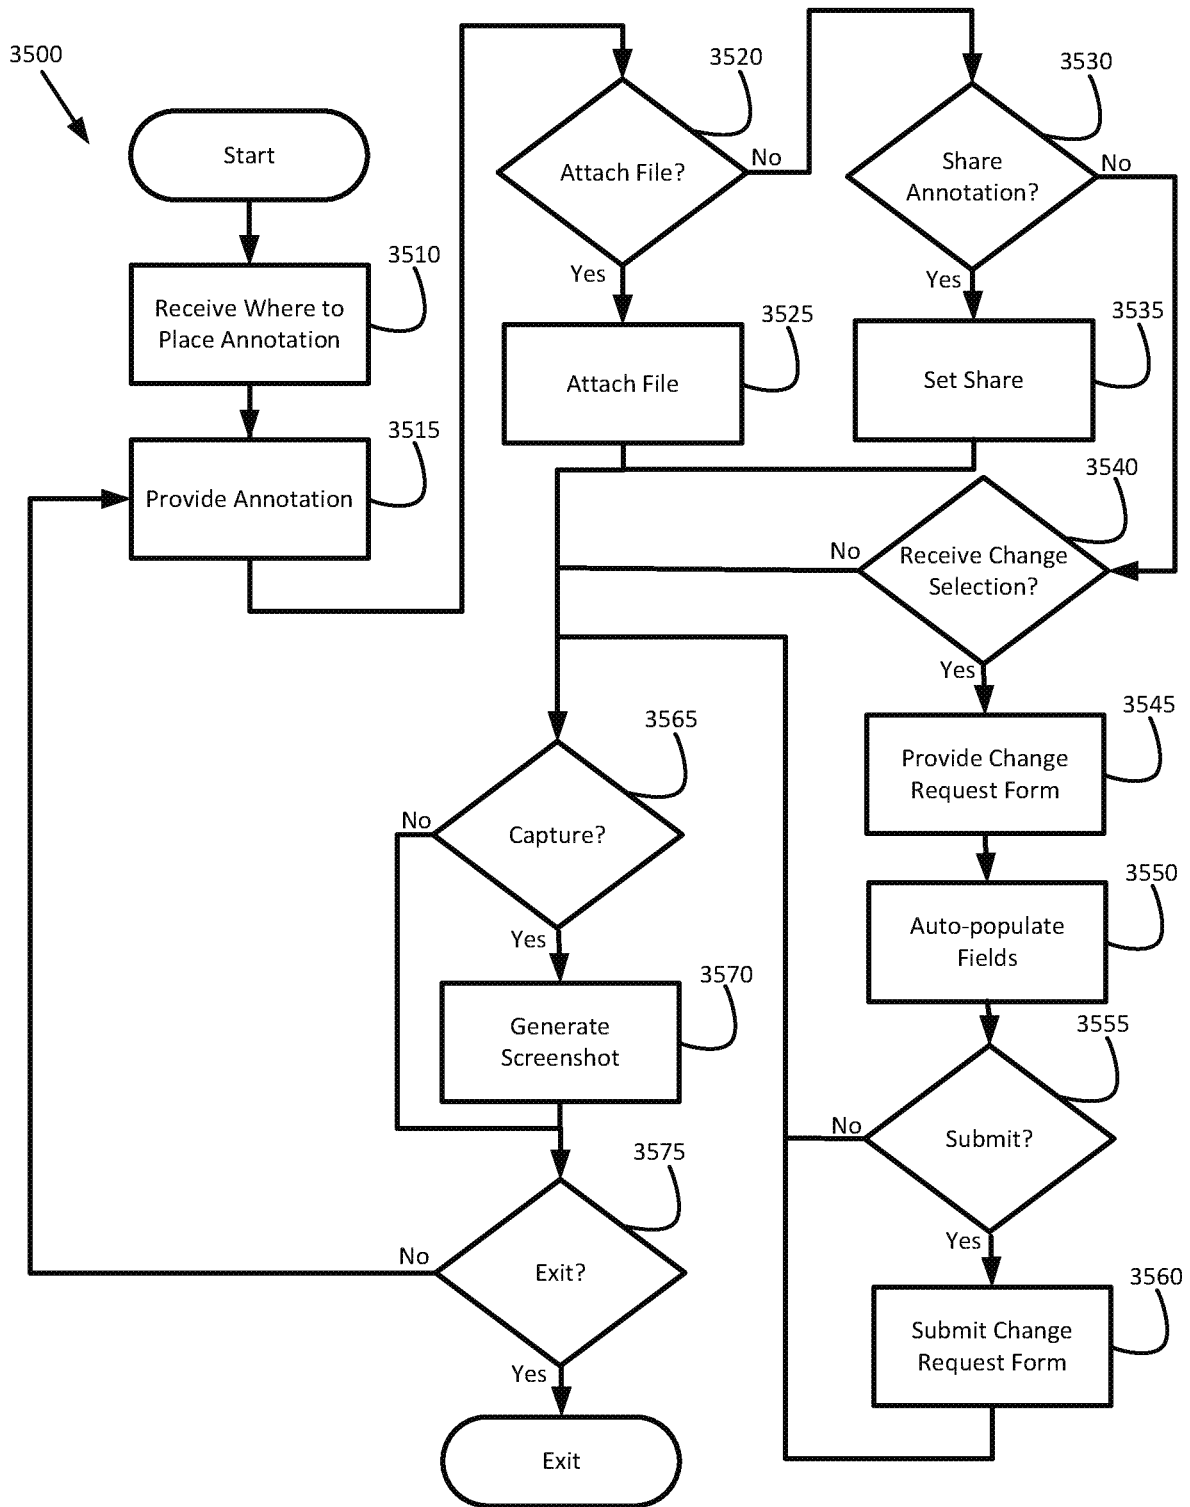 3500
Start
3510
Receive Where to
Place Annotation
3515
Provide Annotation
3520
Attach File?
No
Yes
3525
Attach File
3530
Share
Annotation?
No
Yes
3535
Set Share
3540
Receive Change
Selection?
No
Yes
3545
Provide Change
Request Form
3550
Auto-populate
Fields
3555
Submit?
No
Yes
3560
Submit Change
Request Form
3565
Capture?
No
Yes
3570
Generate
Screenshot
3575
Exit?
No
Yes
Exit